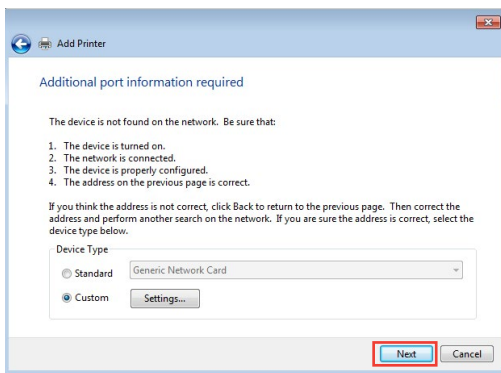 Add Printer
Additional port information required
The device is not found on the network. Be sure that:
1. The device is turned on.
2. The network is connected.
3. The device is properly configured.
4. The address on the previous page is correct.
If you think the address is not correct, click Back to return to the previous page. Then correct the
address and perform another search on the network. If you are sure the address is correct, select the
device type below.
Device Type
Standard
Generic Network Card
Custom
Settings...
Next
Cancel